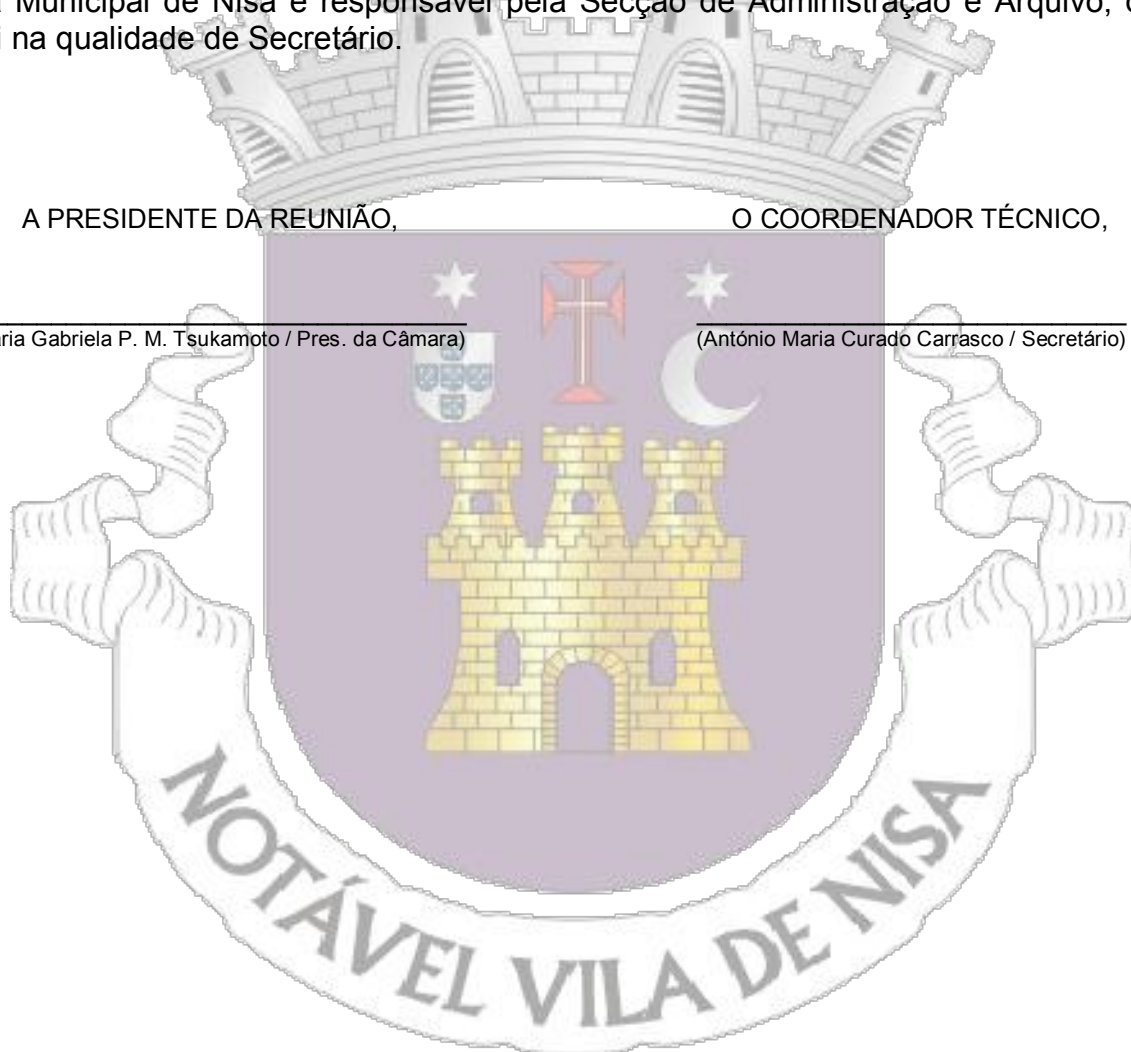 Municipal de Nisa e responsável pela Secção de Administração e Arquivo,
na qualidade de Secretário.
A PRESIDENTE DA REUNIÃO, O COORDENADOR TÉCNICO,
Gabriela P. M. Tsukamoto / Pres. da Câmara) (António Maria Curado Carrasco / Secretário)
NOTÁVEL VILA DE NISA